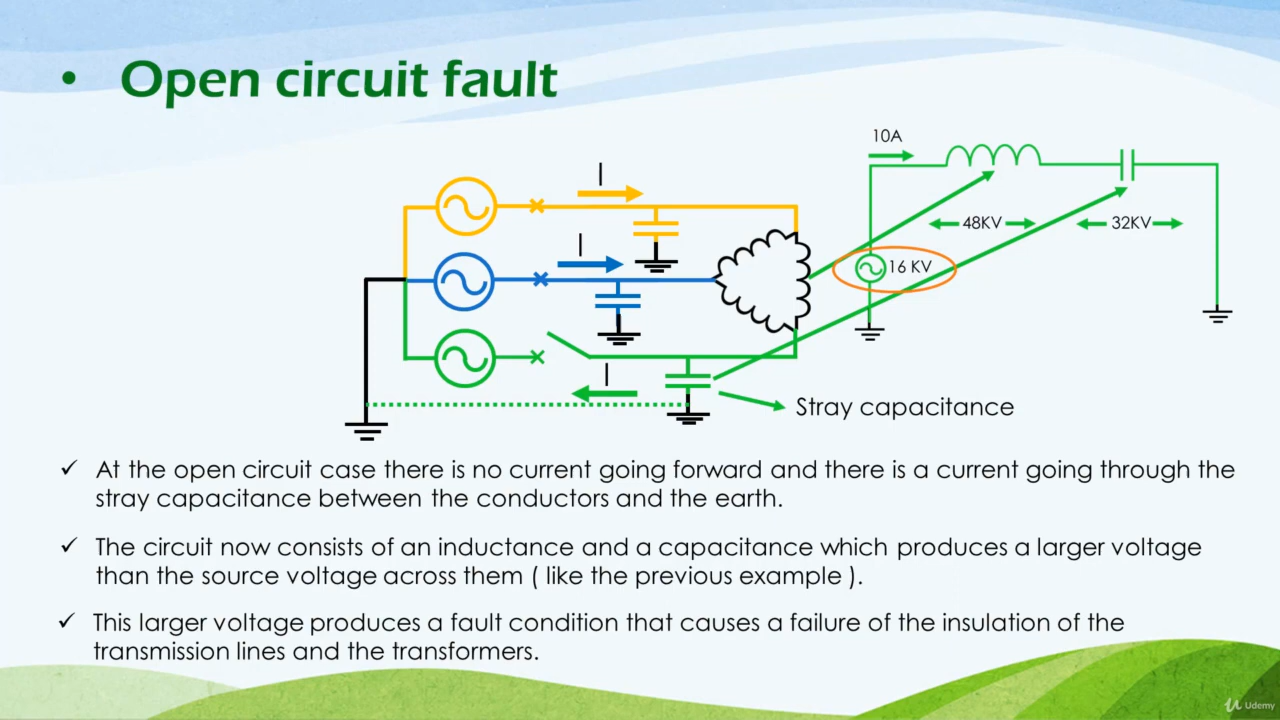 • Open circuit fault
10A
I
I
48KV
32KV
16 KV
I
Stray capacitance
✓ At the open circuit case there is no current going forward and there is a current going through the
stray capacitance between the conductors and the earth.
✓ The circuit now consists of an inductance and a capacitance which produces a larger voltage
than the source voltage across them ( like the previous example ).
✓ This larger voltage produces a fault condition that causes a failure of the insulation of the
transmission lines and the transformers.
Udemy